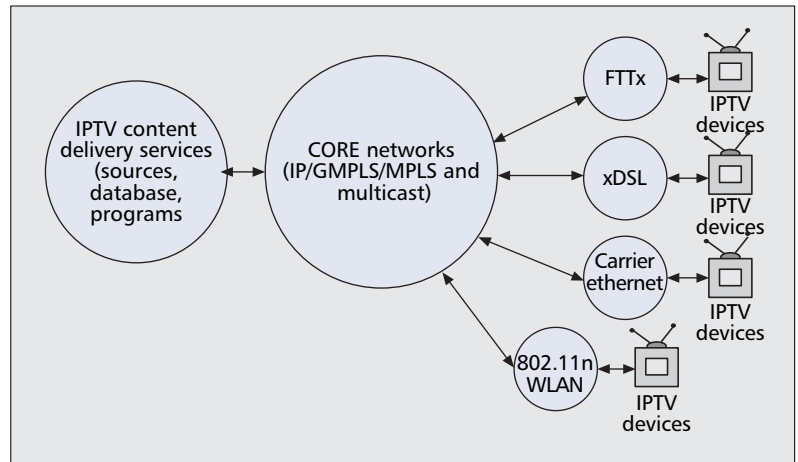 IPTV content
delivery services
(sources,
database,
programs
CORE networks
(IP/GMPLS/MPLS and
multicast)
FTTx
IPTV
devices
xDSL
IPTV
devices
Carrier
ethernet
IPTV
devices
802.11n
WLAN
IPTV
devices